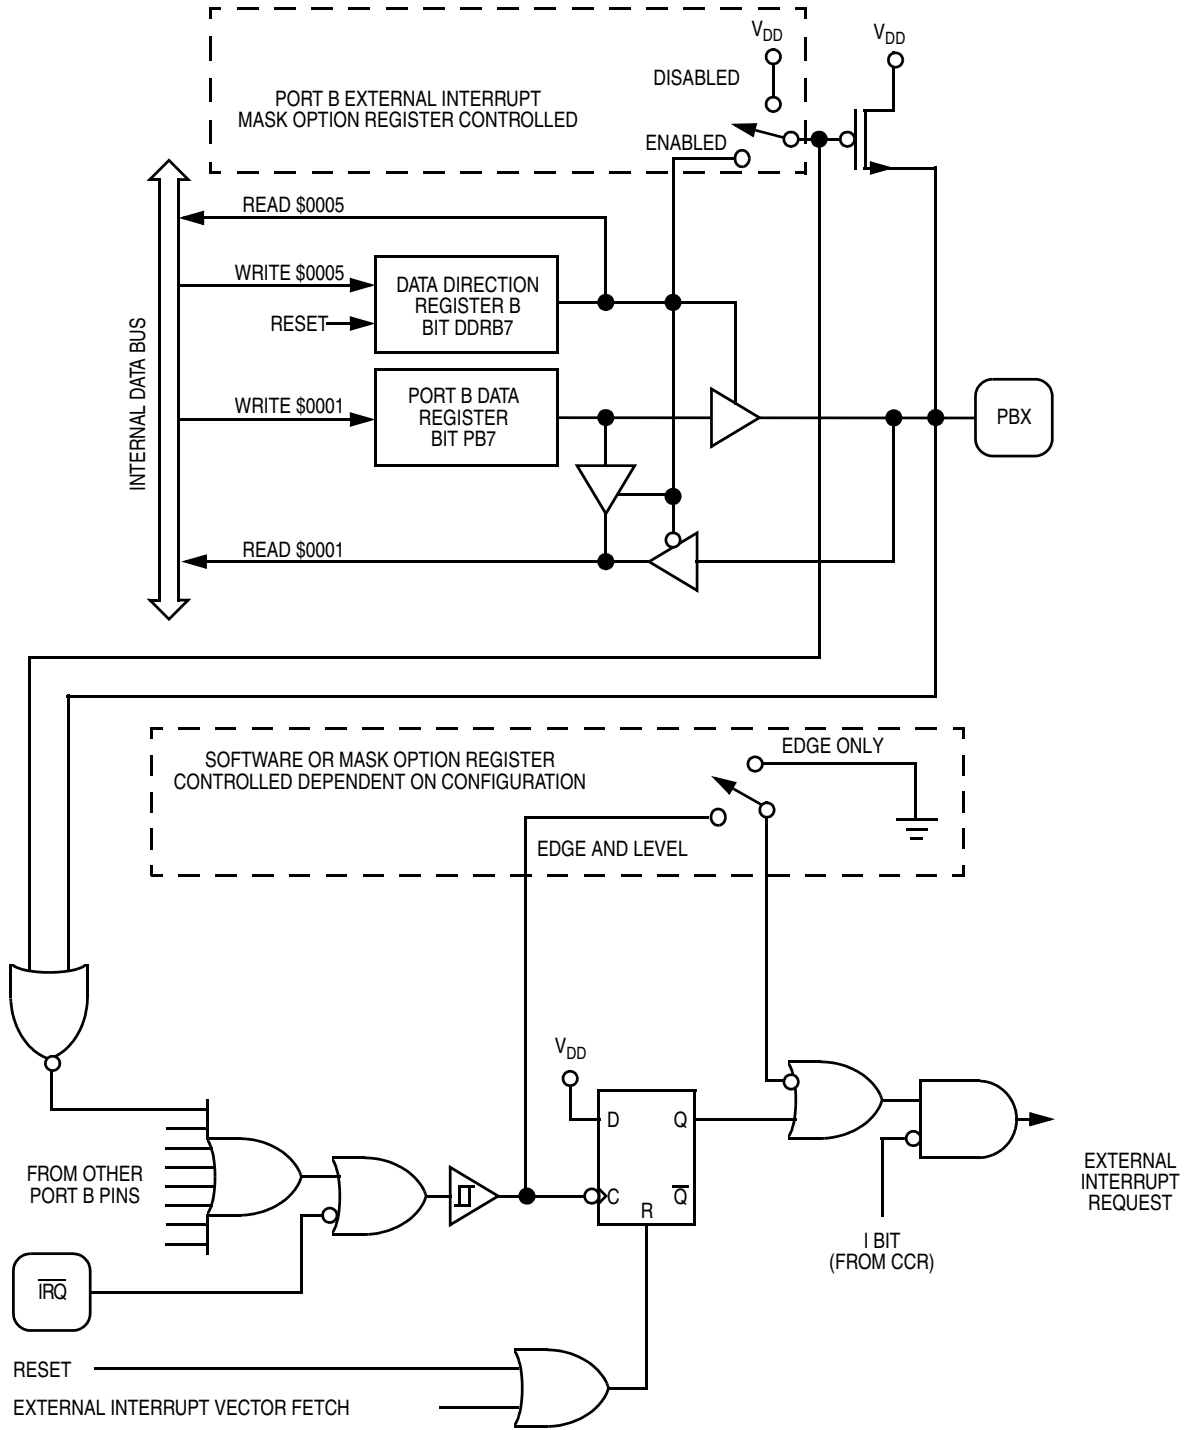 V_DD
V_DD
DISABLED
PORT B EXTERNAL INTERRUPT
MASK OPTION REGISTER CONTROLLED
ENABLED
READ $0005
WRITE $0005
DATA DIRECTION
REGISTER B
BIT DDRB7
RESET
INTERNAL DATA BUS
WRITE $0001
PORT B DATA
REGISTER
BIT PB7
PBX
READ $0001
SOFTWARE OR MASK OPTION REGISTER
CONTROLLED DEPENDENT ON CONFIGURATION
EDGE ONLY
EDGE AND LEVEL
V_DD
D
Q
C
Q̅
R
FROM OTHER
PORT B PINS
EXTERNAL
INTERRUPT
REQUEST
I BIT
(FROM CCR)
I̅R̅Q̅
RESET
EXTERNAL INTERRUPT VECTOR FETCH